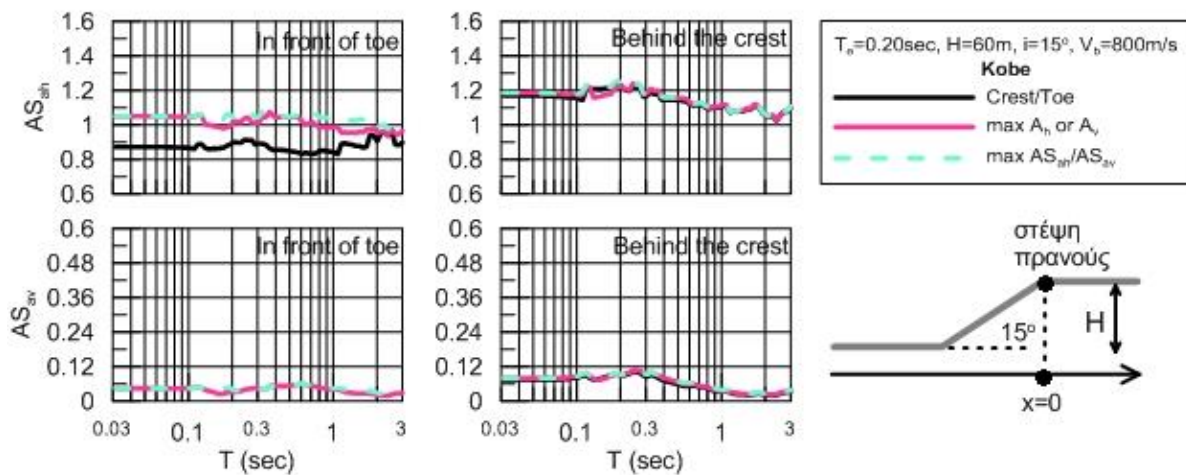 1.6
1.4
1.2
1
0.8
0.6
AS_ah
In front of toe
1.6
1.4
1.2
1
0.8
0.6
Behind the crest
T_e=0.20sec, H=60m, i=15°, V_b=800m/s
Kobe
Crest/Toe
max A_h or A_v
max AS_ah/AS_av
0.6
0.48
0.36
0.24
0.12
0
AS_av
In front of toe
0.03
0.1
0.3
1
3
T (sec)
0.6
0.48
0.36
0.24
0.12
0
Behind the crest
0.03
0.1
0.3
1
3
T (sec)
στέψη
πρανούς
15°
H
x=0